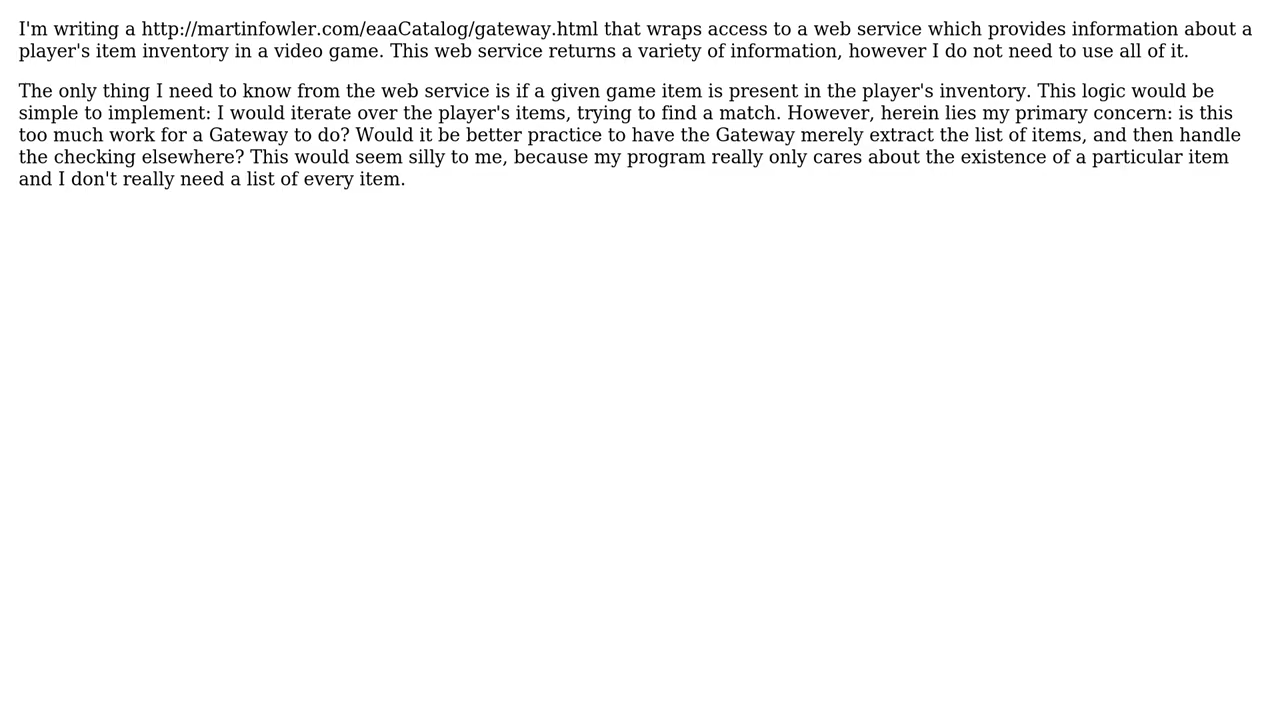 I'm writing a http://martinfowler.com/eaaCatalog/gateway.html that wraps access to a web service which provides information about a
player's item inventory in a video game. This web service returns a variety of information, however I do not need to use all of it.
The only thing I need to know from the web service is if a given game item is present in the player's inventory. This logic would be
simple to implement: I would iterate over the player's items, trying to find a match. However, herein lies my primary concern: is this
too much work for a Gateway to do? Would it be better practice to have the Gateway merely extract the list of items, and then handle
the checking elsewhere? This would seem silly to me, because my program really only cares about the existence of a particular item
and I don't really need a list of every item.